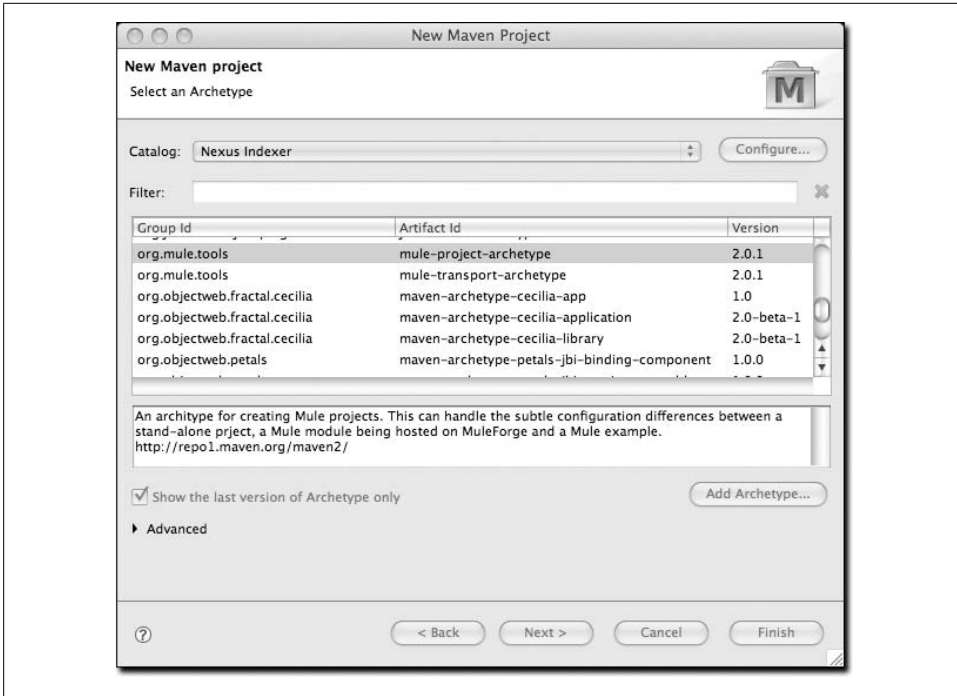 New Maven Project
New Maven project
Select an Archetype
M
Catalog: Nexus Indexer Configure...
Filter:
Group Id Artifact Id Version
org.mule.tools mule-project-archetype 2.0.1
org.mule.tools mule-transport-archetype 2.0.1
org.objectweb.fractal.cecilia maven-archetype-cecilia-app 1.0
org.objectweb.fractal.cecilia maven-archetype-cecilia-application 2.0-beta-1
org.objectweb.fractal.cecilia maven-archetype-cecilia-library 2.0-beta-1
org.objectweb.petals maven-archetype-petals-jbi-binding-component 1.0.0
An architype for creating Mule projects. This can handle the subtle configuration differences between a
stand-alone prject, a Mule module being hosted on MuleForge and a Mule example.
http://repo1.maven.org/maven2/
Show the last version of Archetype only Add Archetype...
Advanced
? < Back Next > Cancel Finish